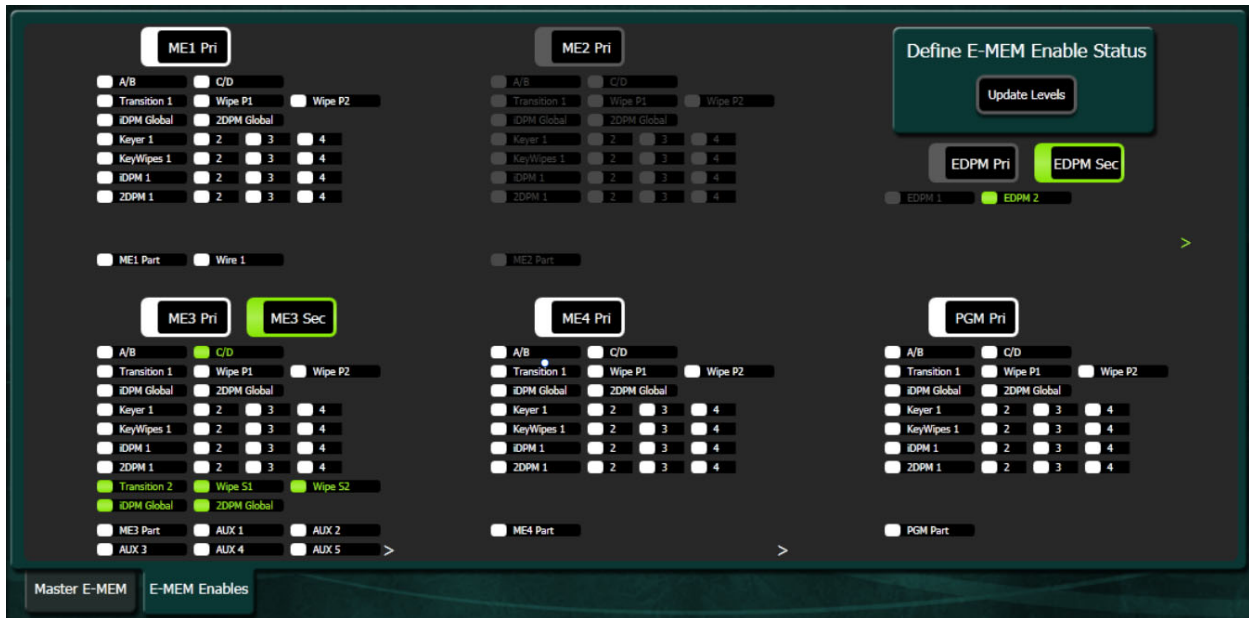 ME1 Pri
A/B C/D
Transition 1 Wipe P1 Wipe P2
iDPM Global 2DPM Global
Keyer 1 2 3 4
KeyWipes 1 2 3 4
iDPM 1 2 3 4
2DPM 1 2 3 4
ME1 Part Wire 1
ME2 Pri
A/B C/D
Transition 1 Wipe P1 Wipe P2
iDPM Global 2DPM Global
Keyer 1 2 3 4
KeyWipes 1 2 3 4
iDPM 1 2 3 4
2DPM 1 2 3 4
ME2 Part
Define E-MEM Enable Status
Update Levels
EDPM Pri EDPM Sec
EDPM 1 EDPM 2
>
ME3 Pri ME3 Sec
A/B C/D
Transition 1 Wipe P1 Wipe P2
iDPM Global 2DPM Global
Keyer 1 2 3 4
KeyWipes 1 2 3 4
iDPM 1 2 3 4
2DPM 1 2 3 4
Transition 2 Wipe S1 Wipe S2
iDPM Global 2DPM Global
ME3 Part AUX 1 AUX 2
AUX 3 AUX 4 AUX 5 >
ME4 Pri
A/B C/D
Transition 1 Wipe P1 Wipe P2
iDPM Global 2DPM Global
Keyer 1 2 3 4
KeyWipes 1 2 3 4
iDPM 1 2 3 4
2DPM 1 2 3 4
ME4 Part
>
PGM Pri
A/B C/D
Transition 1 Wipe P1 Wipe P2
iDPM Global 2DPM Global
Keyer 1 2 3 4
KeyWipes 1 2 3 4
iDPM 1 2 3 4
2DPM 1 2 3 4
PGM Part
Master E-MEM E-MEM Enables